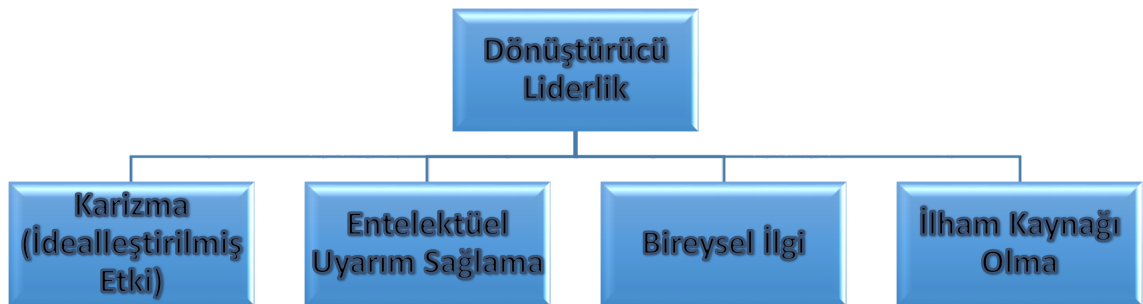 Dönüştürücü
Liderlik
Karizma
(İdealleştirilmiş
Etki)
Entelektüel
Uyarım Sağlama
Bireysel İlgi
İlham Kaynağı
Olma